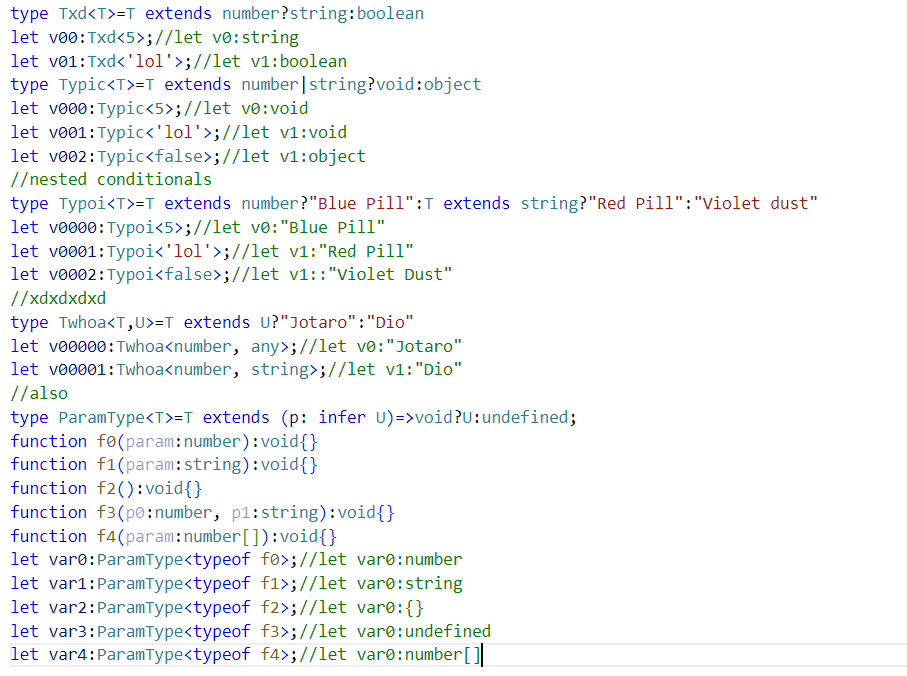 type Txd<T>=T extends number?string:boolean
let v00:Txd<5>;//let v0:string
let v01:Txd<'lol'>;//let v1:boolean
type Typic<T>=T extends number|string?void:object
let v000:Typic<5>;//let v0:void
let v001:Typic<'lol'>;//let v1:void
let v002:Typic<false>;//let v1:object
//nested conditionals
type Typoi<T>=T extends number?"Blue Pill":T extends string?"Red Pill":"Violet dust"
let v0000:Typoi<5>;//let v0:"Blue Pill"
let v0001:Typoi<'lol'>;//let v1:"Red Pill"
let v0002:Typoi<false>;//let v1::"Violet Dust"
//xdxdxdxd
type Twhoa<T,U>=T extends U?"Jotaro":"Dio"
let v00000:Twhoa<number, any>;//let v0:"Jotaro"
let v00001:Twhoa<number, string>;//let v1:"Dio"
//also
type ParamType<T>=T extends (p: infer U)=>void?U:undefined;
function f0(param:number):void{}
function f1(param:string):void{}
function f2():void{}
function f3(p0:number, p1:string):void{}
function f4(param:number[]):void{}
let var0:ParamType<typeof f0>;//let var0:number
let var1:ParamType<typeof f1>;//let var0:string
let var2:ParamType<typeof f2>;//let var0:{}
let var3:ParamType<typeof f3>;//let var0:undefined
let var4:ParamType<typeof f4>;//let var0:number[]